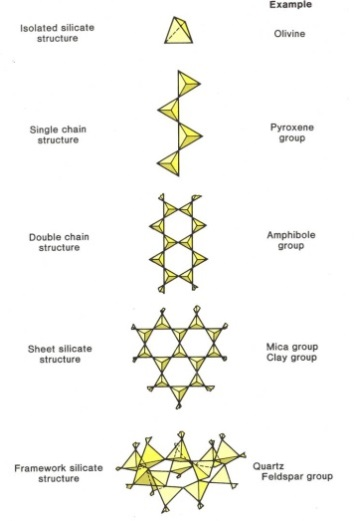 Example
Isolated silicate
structure
Olivine
Single chain
structure
Pyroxene
group
Double chain
structure
Amphibole
group
Sheet silicate
structure
Mica group
Clay group
Framework silicate
structure
Quartz
Feldspar group